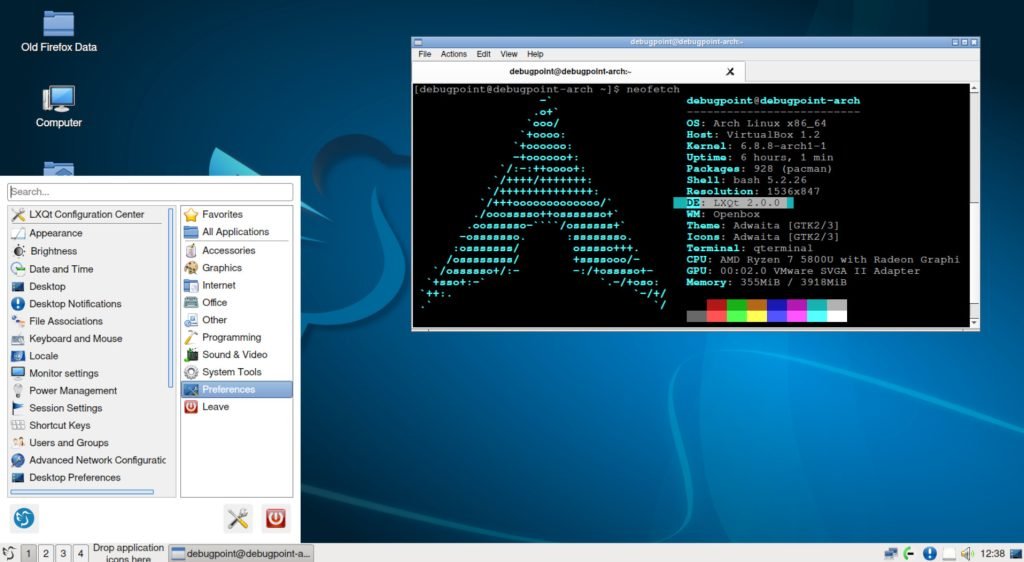 Old Firefox Data
Computer
debugpoint@debugpoint-arch:~
File Actions Edit View Help
debugpoint@debugpoint-arch:~
[debugpoint@debugpoint-arch ~]$ neofetch
debugpoint@debugpoint-arch
--------------------------
OS: Arch Linux x86_64
Host: VirtualBox 1.2
Kernel: 6.8.8-arch1-1
Uptime: 6 hours, 1 min
Packages: 928 (pacman)
Shell: bash 5.2.26
Resolution: 1536x847
DE: LXQt 2.0.0
WM: Openbox
Theme: Adwaita [GTK2/3]
Icons: Adwaita [GTK2/3]
Terminal: qterminal
CPU: AMD Ryzen 7 5800U with Radeon Graphi
GPU: 00:02.0 VMware SVGA II Adapter
Memory: 355MiB / 3918MiB
Search...
LXQt Configuration Center
Appearance
Brightness
Date and Time
Desktop
Desktop Notifications
File Associations
Keyboard and Mouse
Locale
Monitor settings
Power Management
Session Settings
Shortcut Keys
Users and Groups
Advanced Network Configuratic
Desktop Preferences
Favorites
All Applications
Accessories
Graphics
Internet
Office
Other
Programming
Sound & Video
System Tools
Preferences
Leave
1 2 3 4
Drop application
icons here
debugpoint@debugpoint-a...
12:38